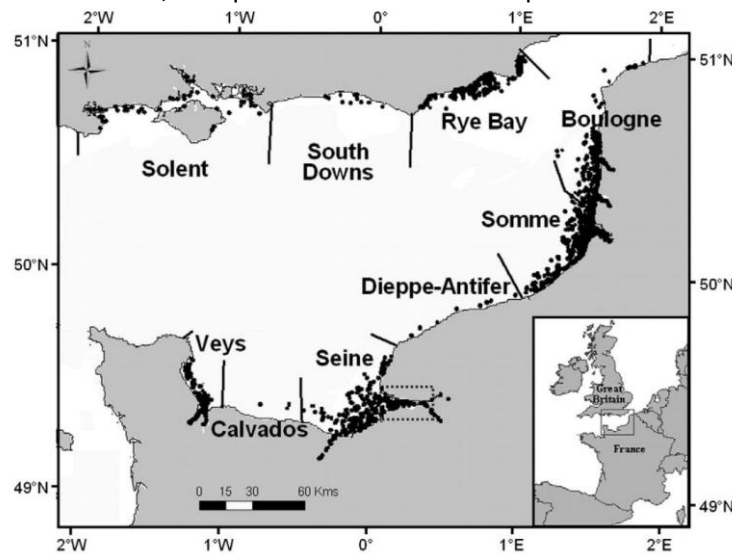 2°W 1°W 0° 1°E 2°E
51°N
N
51°N
Rye Bay
Boulogne
Solent
South
Downs
Somme
50°N
50°N
Dieppe-Antifer
Veys
Seine
Great
Britain
Calvados
France
0 15 30 60 Kms
49°N
49°N
2°W 1°W 0° 1°E 2°E